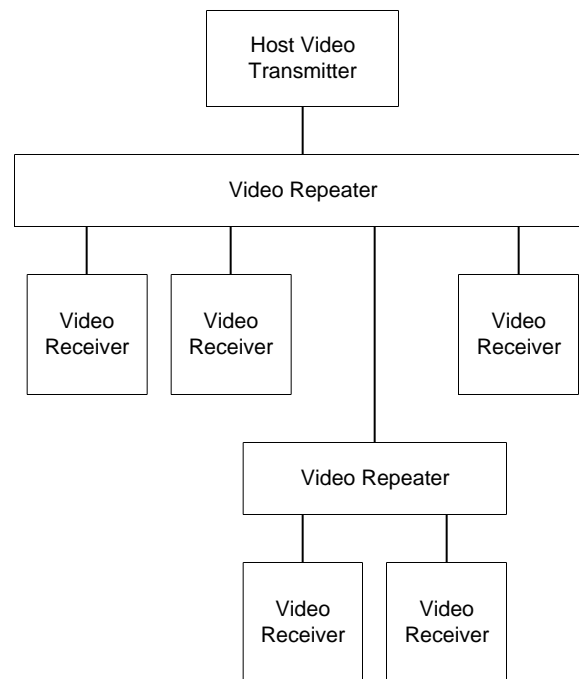 Host Video
Transmitter
Video Repeater
Video
Receiver
Video
Receiver
Video
Receiver
Video Repeater
Video
Receiver
Video
Receiver